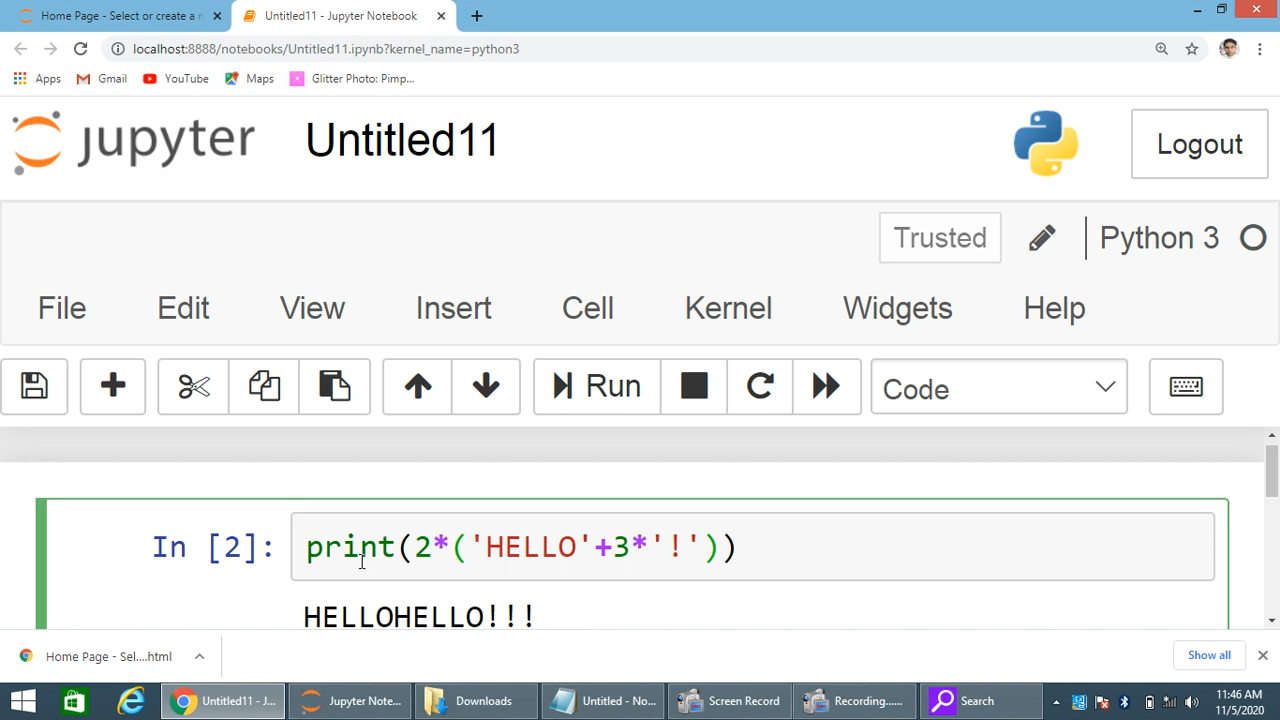 Home Page - Select or create a n
Untitled11 - Jupyter Notebook
localhost:8888/notebooks/Untitled11.ipynb?kernel_name=python3
Apps Gmail YouTube Maps Glitter Photo: Pimp...
jupyter Untitled11 Logout
Trusted Python 3
File Edit View Insert Cell Kernel Widgets Help
Run Code
In [2]: print(2*('HELLO'+3*'!'))
HELLOHELLO!!!
Home Page - Sel....html Show all
Untitled11 - J... Jupyter Note... Downloads Untitled - No... Screen Record Recording...... Search
11:46 AM
11/5/2020